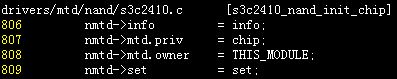 drivers/mtd/nand/s3c2410.c [s3c2410_nand_init_chip]
806 nmtd->info = info;
807 nmtd->mtd.priv = chip;
808 nmtd->mtd.owner = THIS_MODULE;
809 nmtd->set = set;